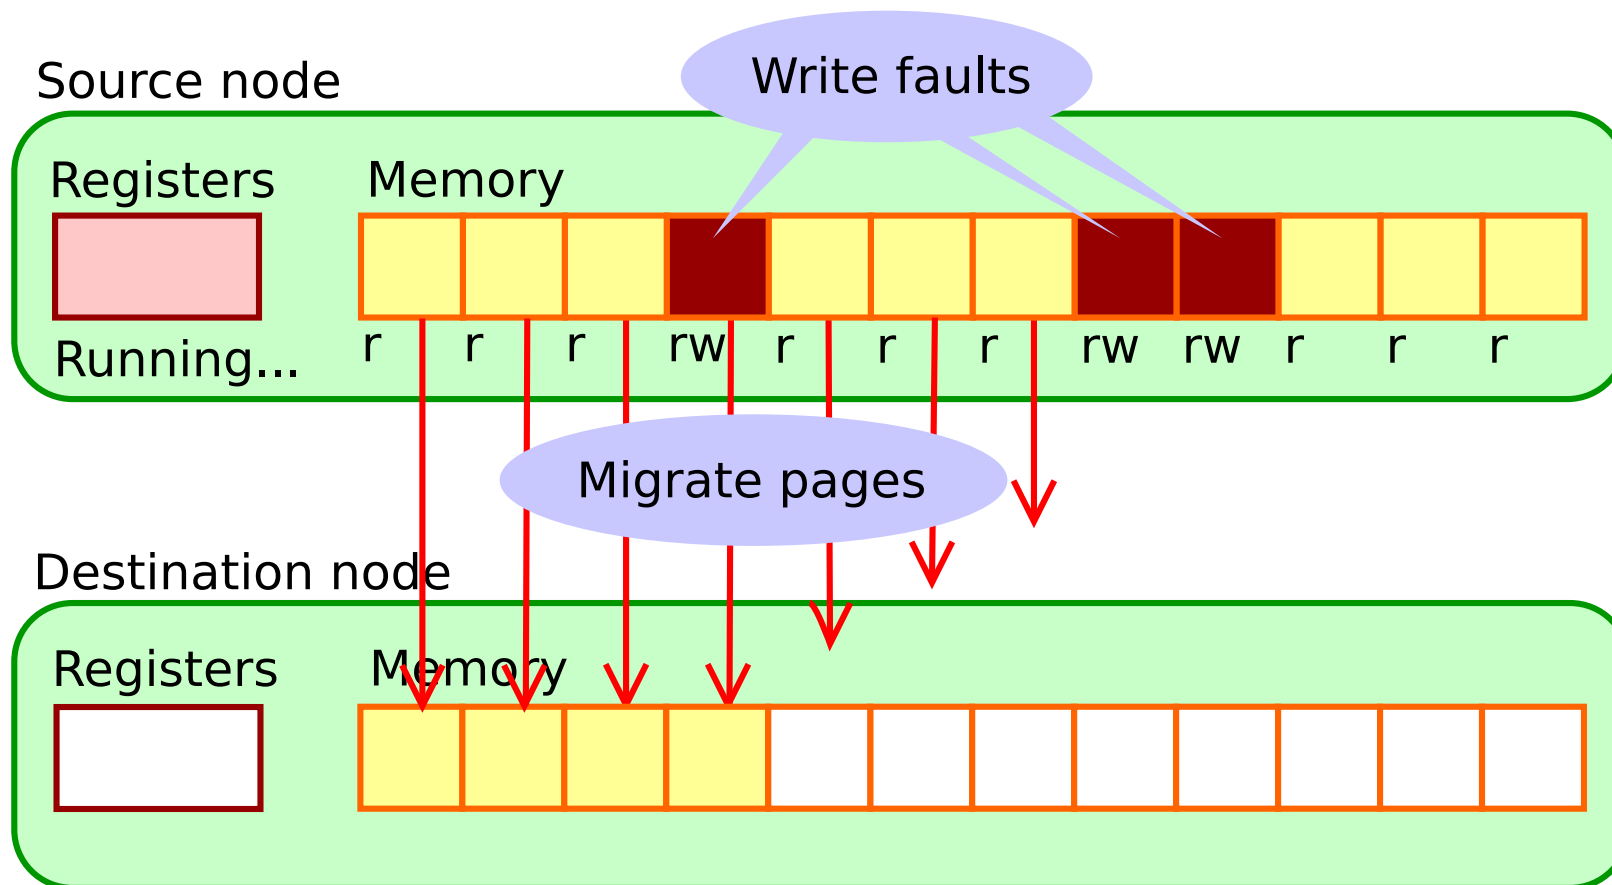 Write faults
Source node
Registers
Memory
r r r rw r r r rw rw r r r
Running...
Migrate pages
Destination node
Registers
Memory